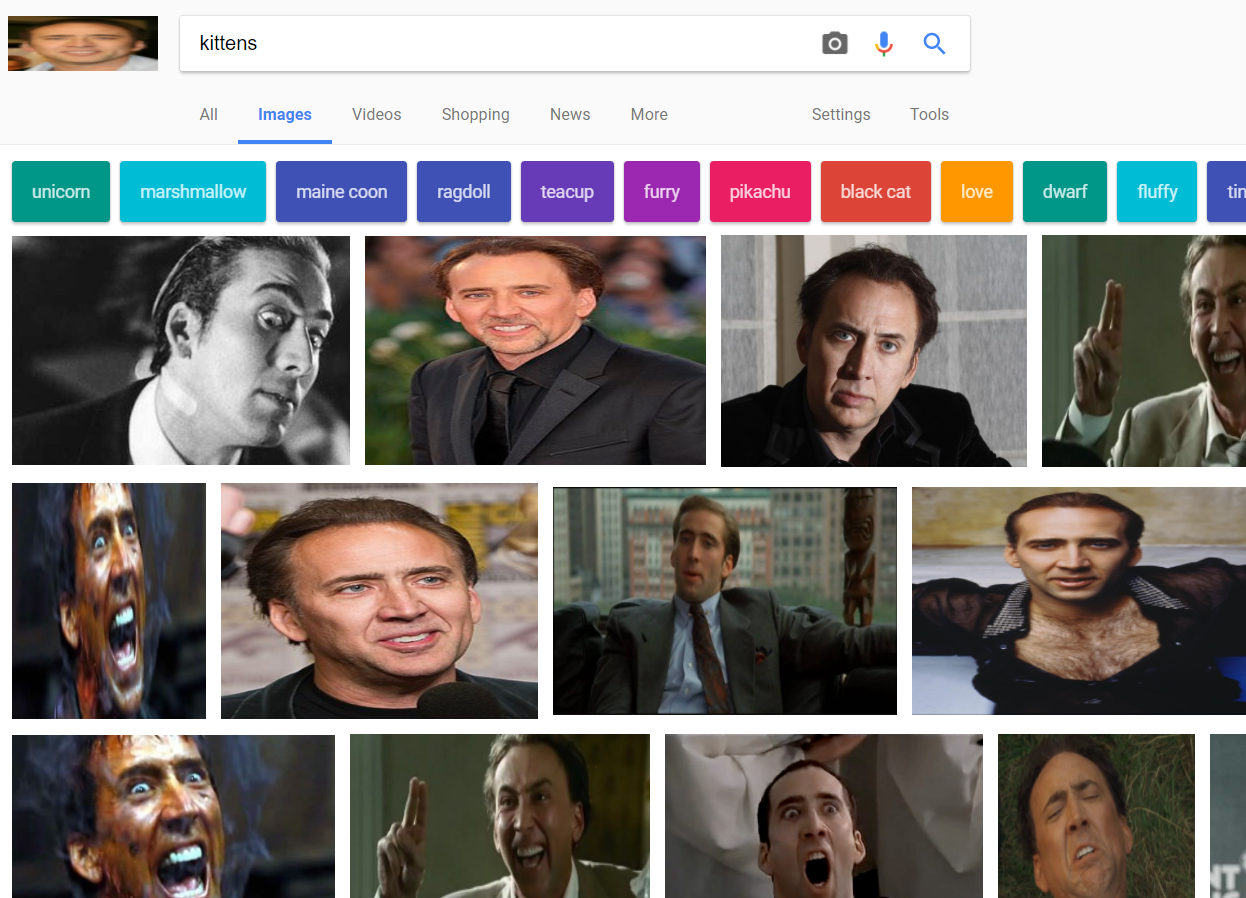 kittens
All Images Videos Shopping News More Settings Tools
unicorn marshmallow maine coon ragdoll teacup furry pikachu black cat love dwarf fluffy tin